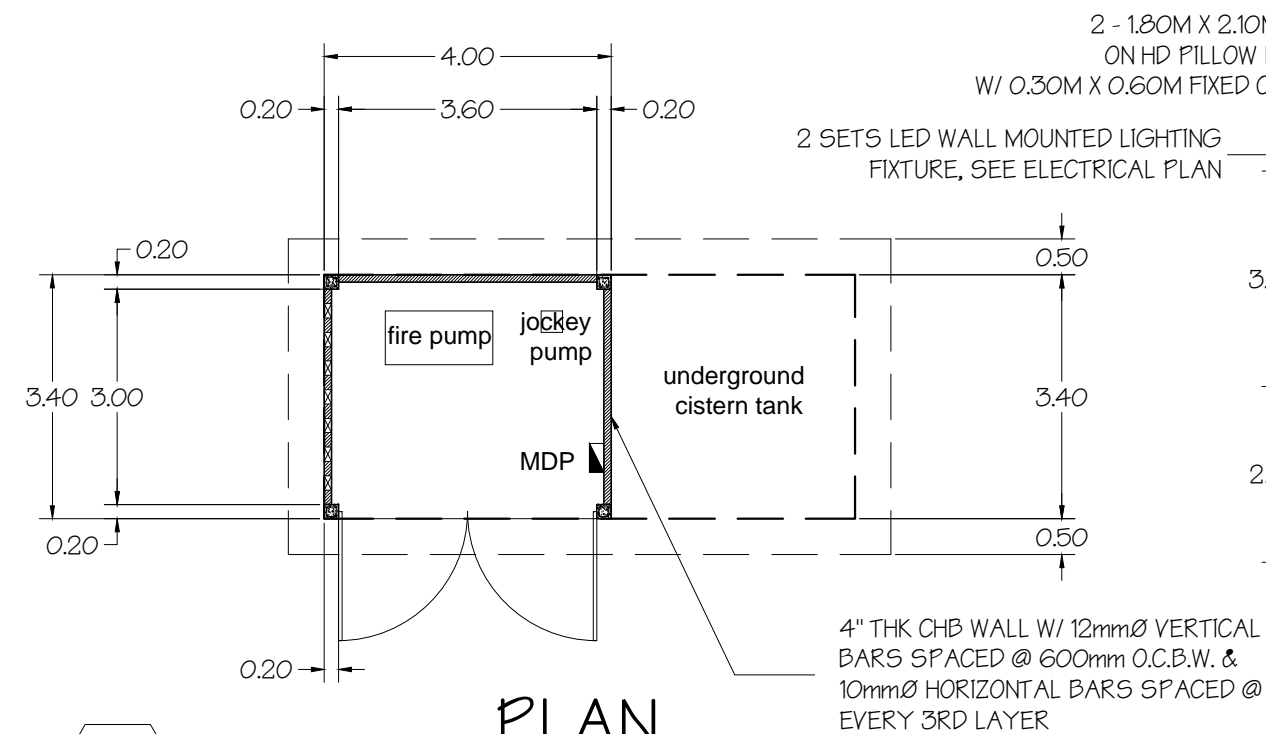 2 - 1.80M X 2.10M
ON HD PILLOW
W/ 0.30M X 0.60M FIXED
4.00
0.20
3.60
0.20
2 SETS LED WALL MOUNTED LIGHTING
FIXTURE, SEE ELECTRICAL PLAN
0.20
0.50
3.
fire pump
jockey
pump
underground
cistern tank
3.40
3.00
3.40
MDP
2.
0.20
0.50
0.20
4" THK CHB WALL W/ 12mmØ VERTICAL
BARS SPACED @ 600mm O.C.B.W. &
10mmØ HORIZONTAL BARS SPACED @
EVERY 3RD LAYER
PLAN